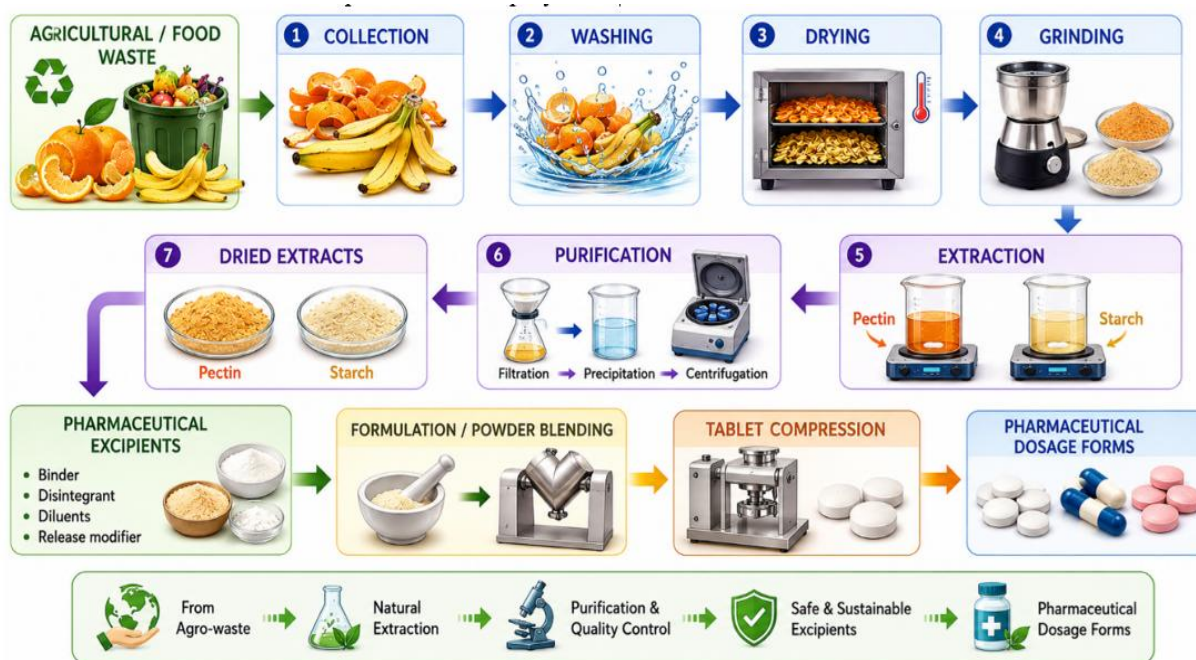 AGRICULTURAL / FOOD
WASTE
1 COLLECTION
2 WASHING
3 DRYING
4 GRINDING
5 EXTRACTION
Pectin
Starch
6 PURIFICATION
Filtration
Precipitation
Centrifugation
7 DRIED EXTRACTS
Pectin
Starch
PHARMACEUTICAL
EXCIPIENTS
• Binder
• Disintegrant
• Diluents
• Release modifier
FORMULATION / POWDER BLENDING
TABLET COMPRESSION
PHARMACEUTICAL
DOSAGE FORMS
From
Agro-waste
Natural
Extraction
Purification &
Quality Control
Safe & Sustainable
Excipients
Pharmaceutical
Dosage Forms